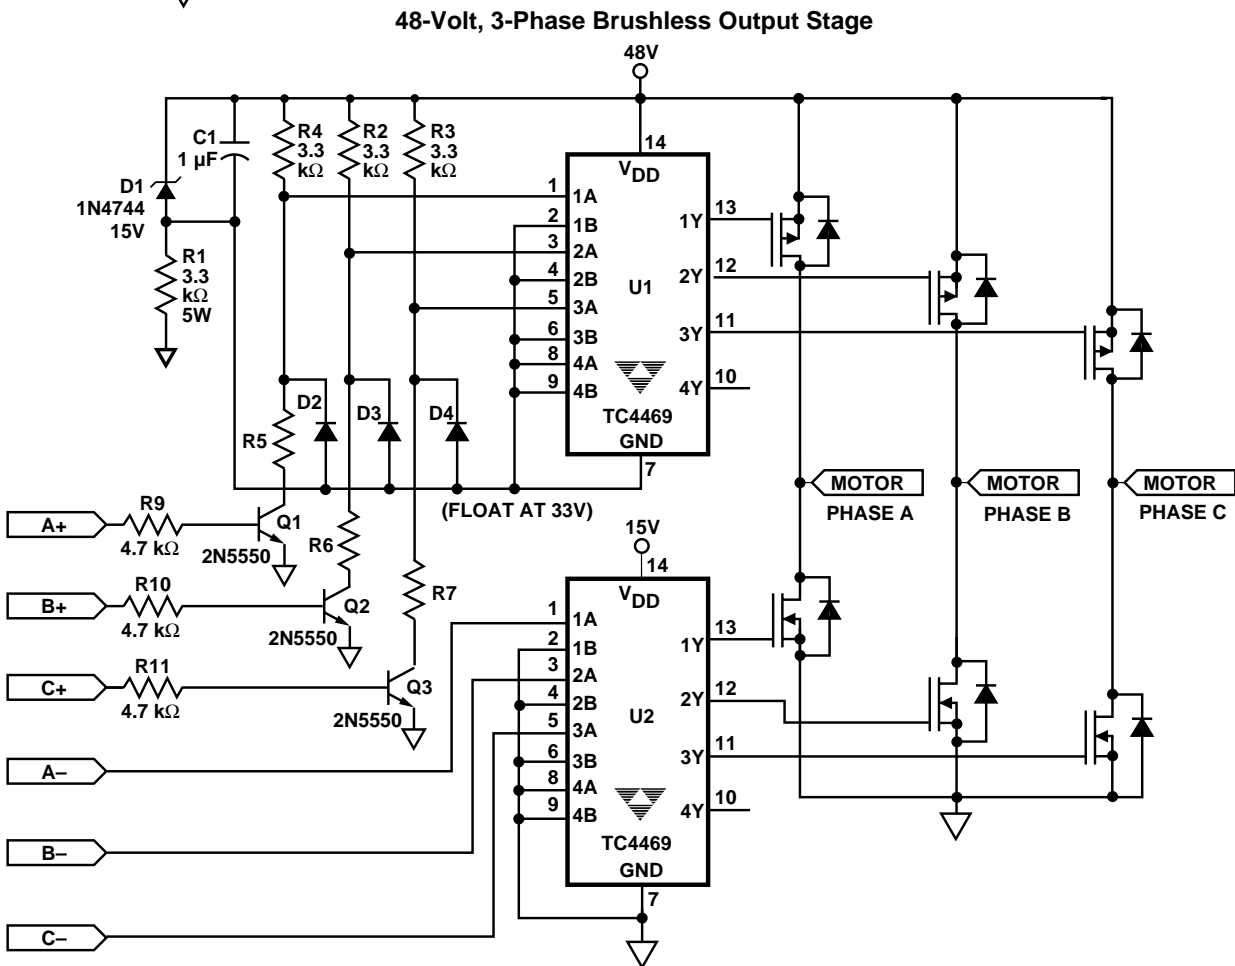 48-Volt, 3-Phase Brushless Output Stage
48V
14
VDD
R4
3.3
kΩ
R2
3.3
kΩ
R3
3.3
kΩ
C1
1 µF
D1
1N4744
15V
R1
3.3
kΩ
5W
1
1A
2
1B
3
2A
4
2B
5
3A
6
3B
8
4A
9
4B
U1
1Y
13
2Y
12
3Y
11
4Y
10
TC4469
GND
7
D2
D3
D4
R5
(FLOAT AT 33V)
MOTOR
PHASE A
MOTOR
PHASE B
MOTOR
PHASE C
A+
R9
4.7 kΩ
Q1
2N5550
R6
B+
R10
4.7 kΩ
Q2
2N5550
R7
C+
R11
4.7 kΩ
Q3
2N5550
A–
B–
C–
15V
14
VDD
1
1A
2
1B
3
2A
4
2B
5
3A
6
3B
8
4A
9
4B
U2
1Y
13
2Y
12
3Y
11
4Y
10
TC4469
GND
7